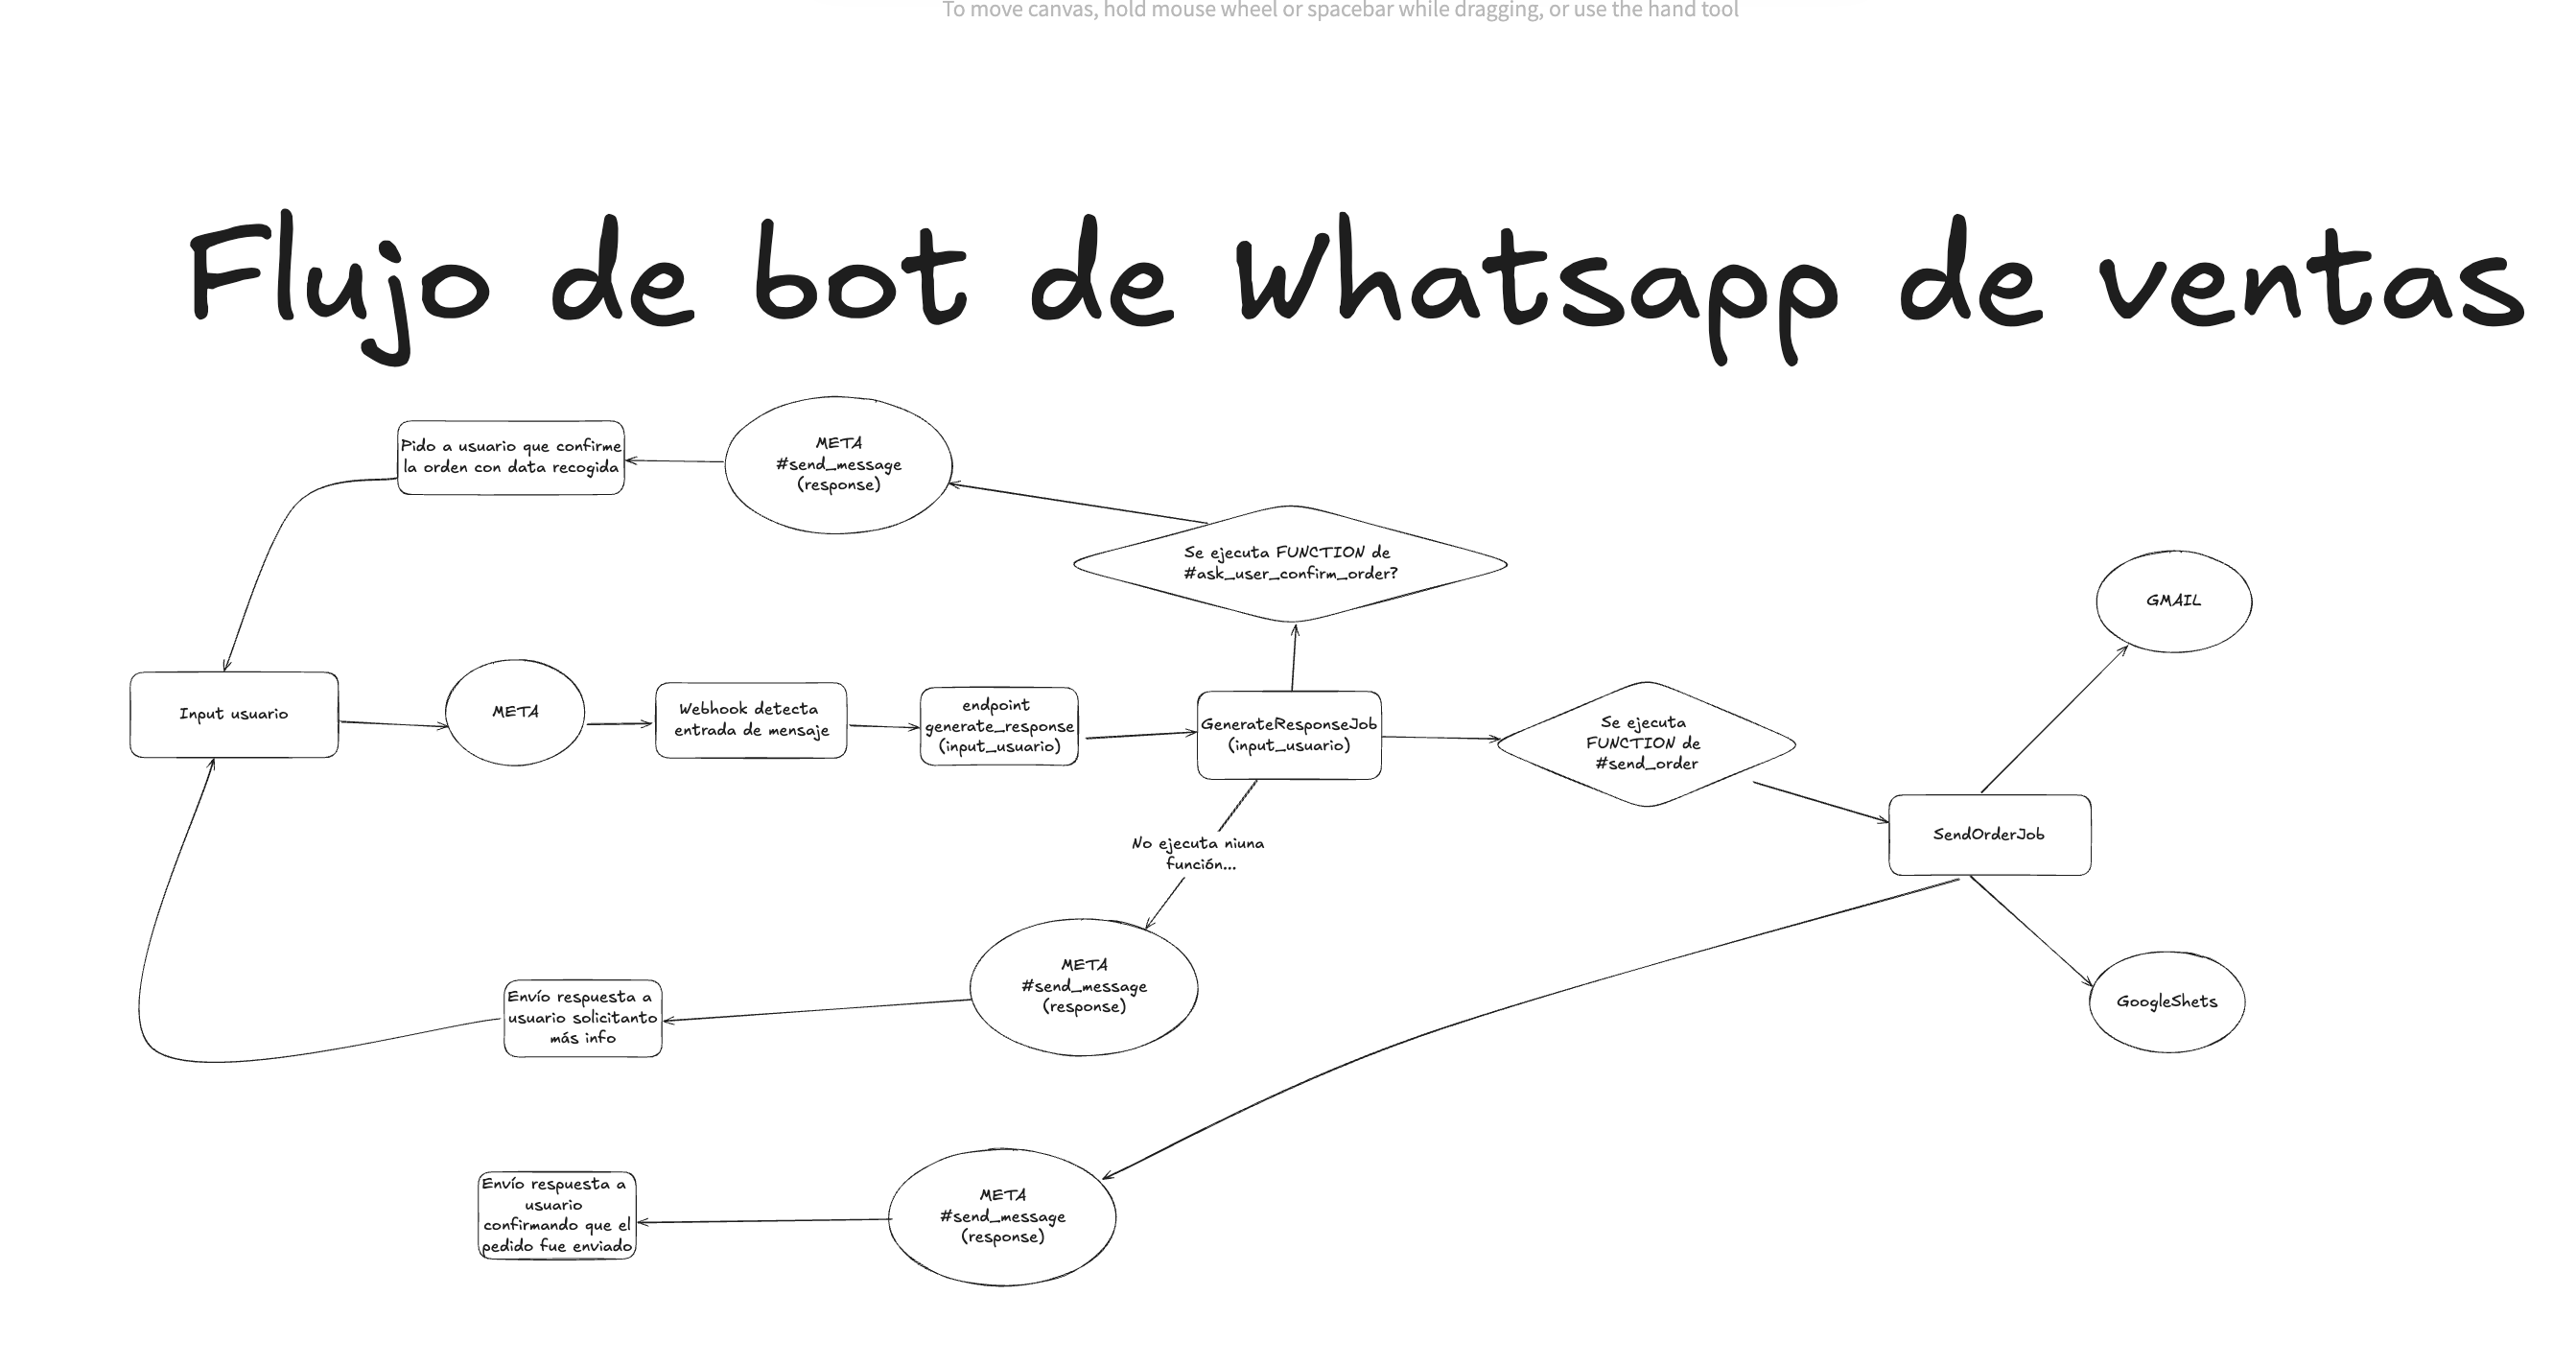 To move canvas, hold mouse wheel or spacebar while dragging, or use the hand tool
Flujo de bot de Whatsapp de ventas
Pido a usuario que confirme
la orden con data recogida
META
#send_message
(response)
Se ejecuta FUNCTION de
#ask_user_confirm_order?
GMAIL
Input usuario
META
Webhook detecta
entrada de mensaje
endpoint
generate_response
(input_usuario)
GenerateResponseJob
(input_usuario)
Se ejecuta
FUNCTION de
#send_order
SendOrderJob
No ejecuta niuna
función...
META
#send_message
(response)
Envío respuesta a
usuario solicitanto
más info
GoogleShets
META
#send_message
(response)
Envío respuesta a
usuario
confirmando que el
pedido fue enviado